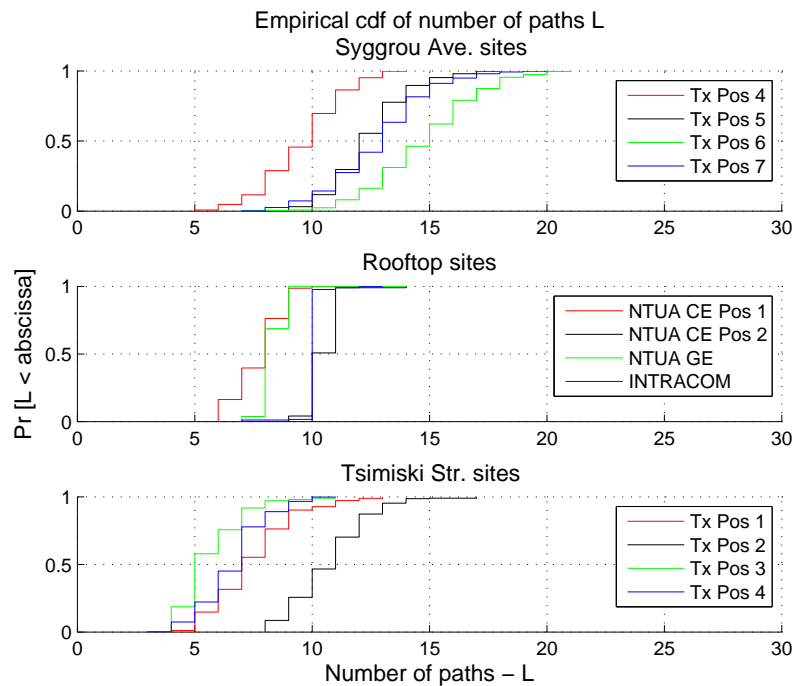 Empirical cdf of number of paths L
Syggrou Ave. sites
1
0.5
0
0 5 10 15 20 25 30
Tx Pos 4
Tx Pos 5
Tx Pos 6
Tx Pos 7
Rooftop sites
Pr [L < abscissa]
1
0.5
0
0 5 10 15 20 25 30
NTUA CE Pos 1
NTUA CE Pos 2
NTUA GE
INTRACOM
Tsimiski Str. sites
1
0.5
0
0 5 10 15 20 25 30
Tx Pos 1
Tx Pos 2
Tx Pos 3
Tx Pos 4
Number of paths − L